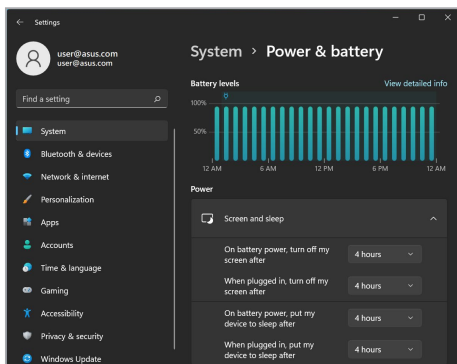 Settings
user@asus.com
user@asus.com
Find a setting
System
Bluetooth & devices
Network & internet
Personalization
Apps
Accounts
Time & language
Gaming
Accessibility
Privacy & security
Windows Update
System > Power & battery
Battery levels
View detailed info
100%
50%
12 AM 6 AM 12 PM 6 PM 12 AM
Power
Screen and sleep
On battery power, turn off my
screen after
4 hours
When plugged in, turn off my
screen after
4 hours
On battery power, put my
device to sleep after
4 hours
When plugged in, put my
device to sleep after
4 hours